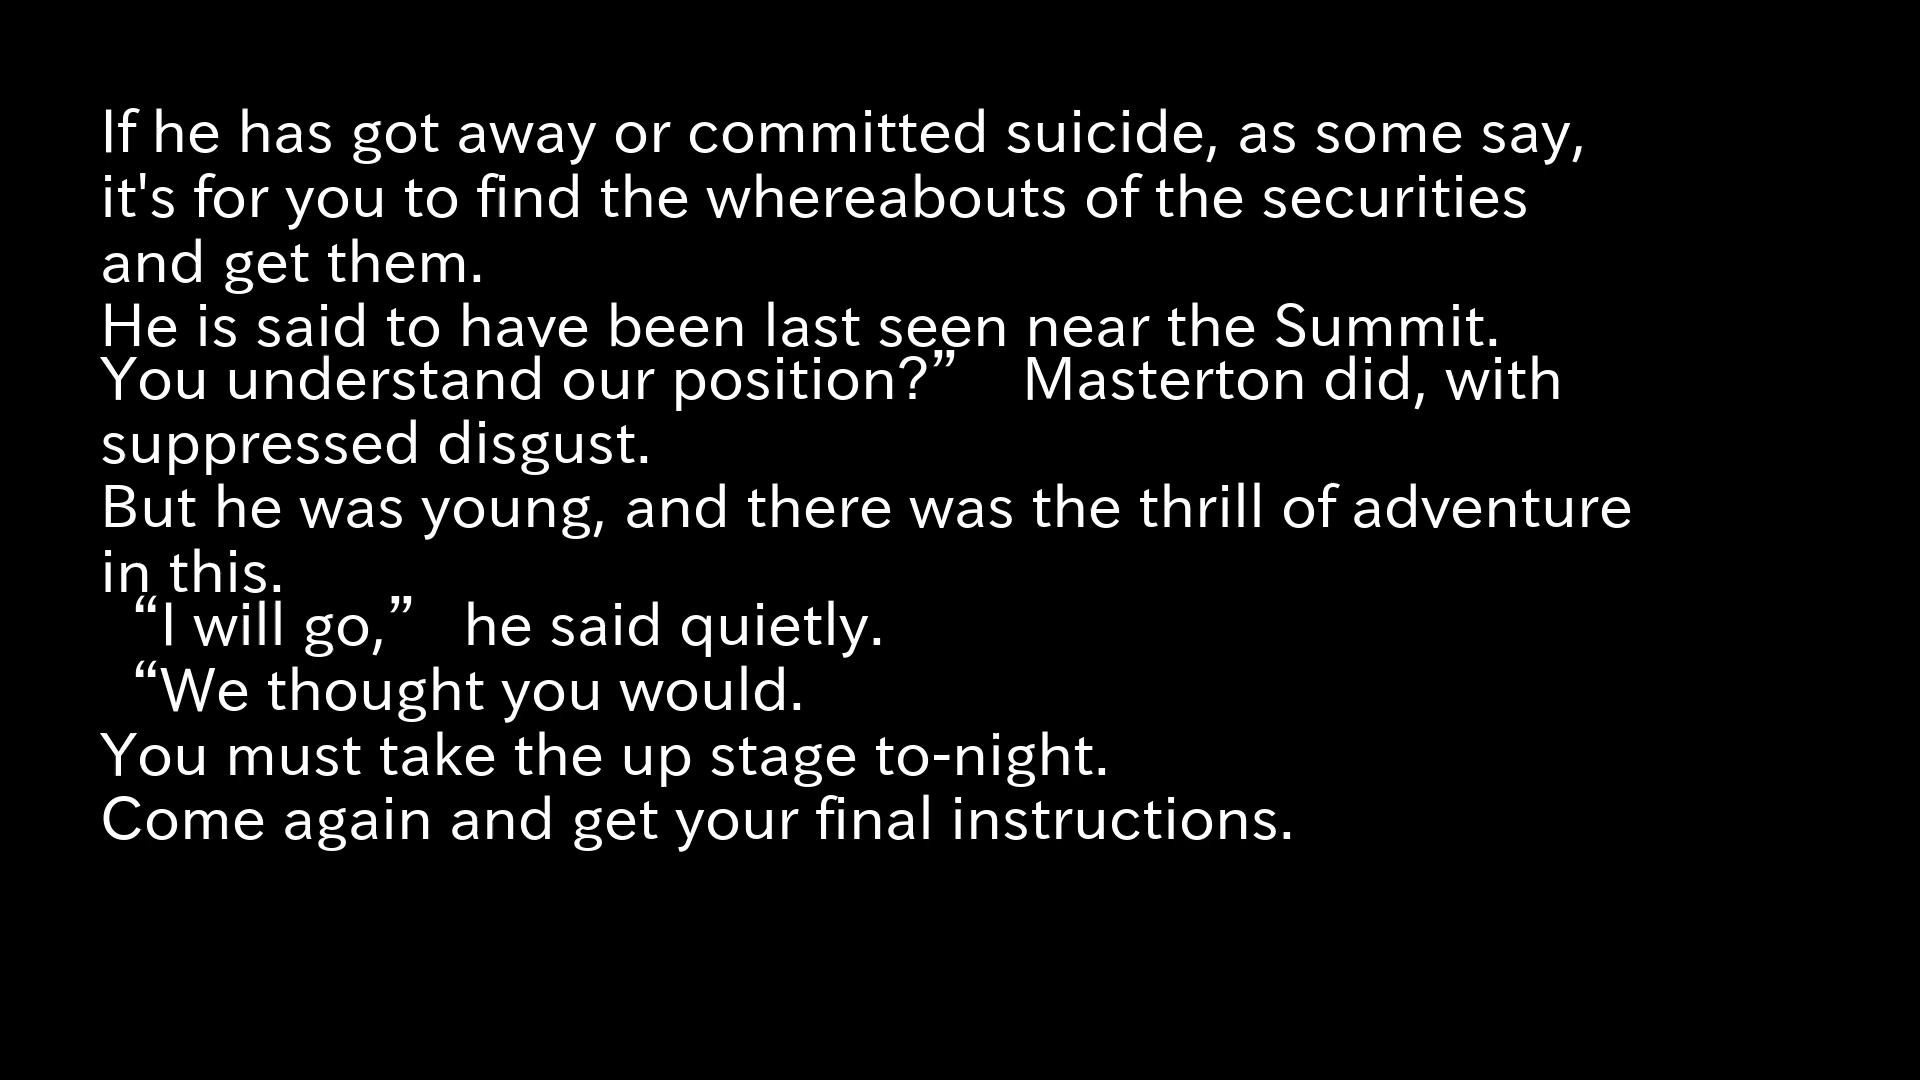 If he has got away or committed suicide, as some say,
it's for you to find the whereabouts of the securities
and get them.
He is said to have been last seen near the Summit.
You understand our position?” Masterton did, with
suppressed disgust.
But he was young, and there was the thrill of adventure
in this.
“I will go,” he said quietly.
“We thought you would.
You must take the up stage to-night.
Come again and get your final instructions.